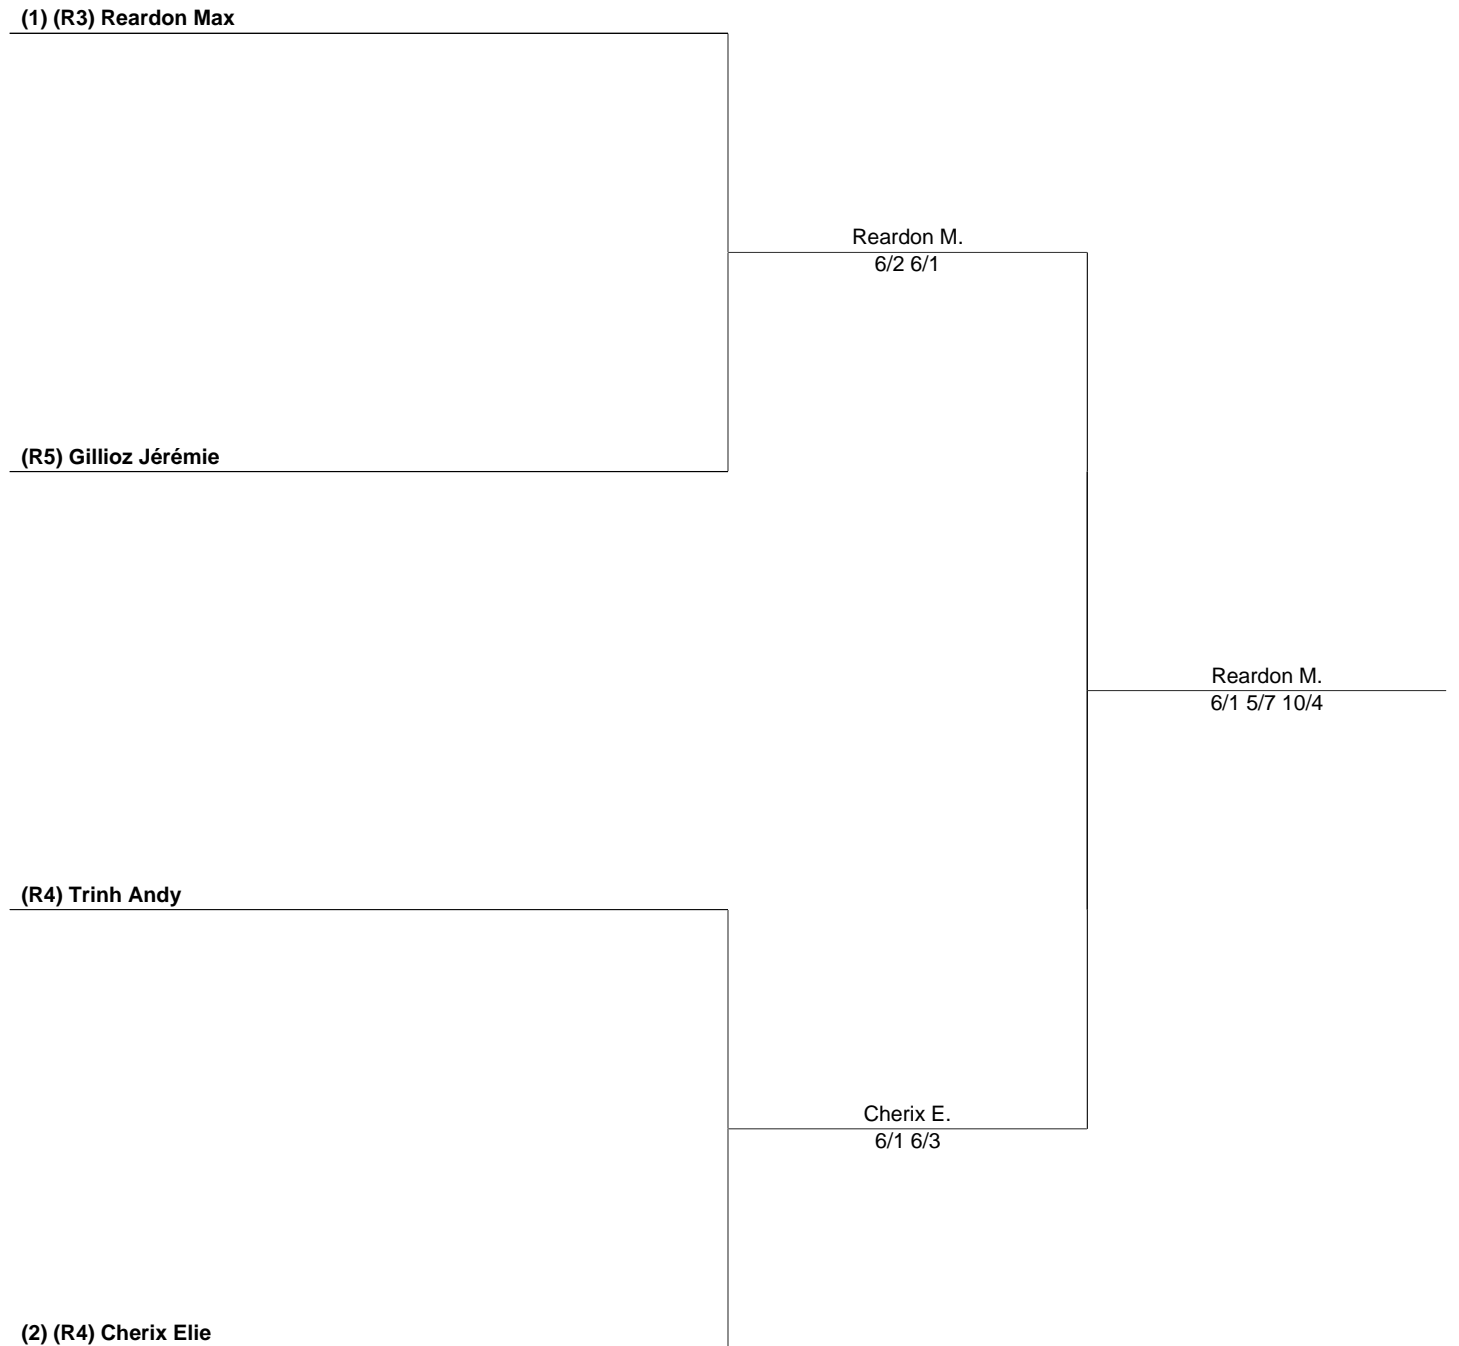 (1) (R3) Reardon Max
Reardon M.
6/2 6/1
(R5) Gillioz Jérémie
Reardon M.
6/1 5/7 10/4
(R4) Trinh Andy
Cherix E.
6/1 6/3
(2) (R4) Cherix Elie